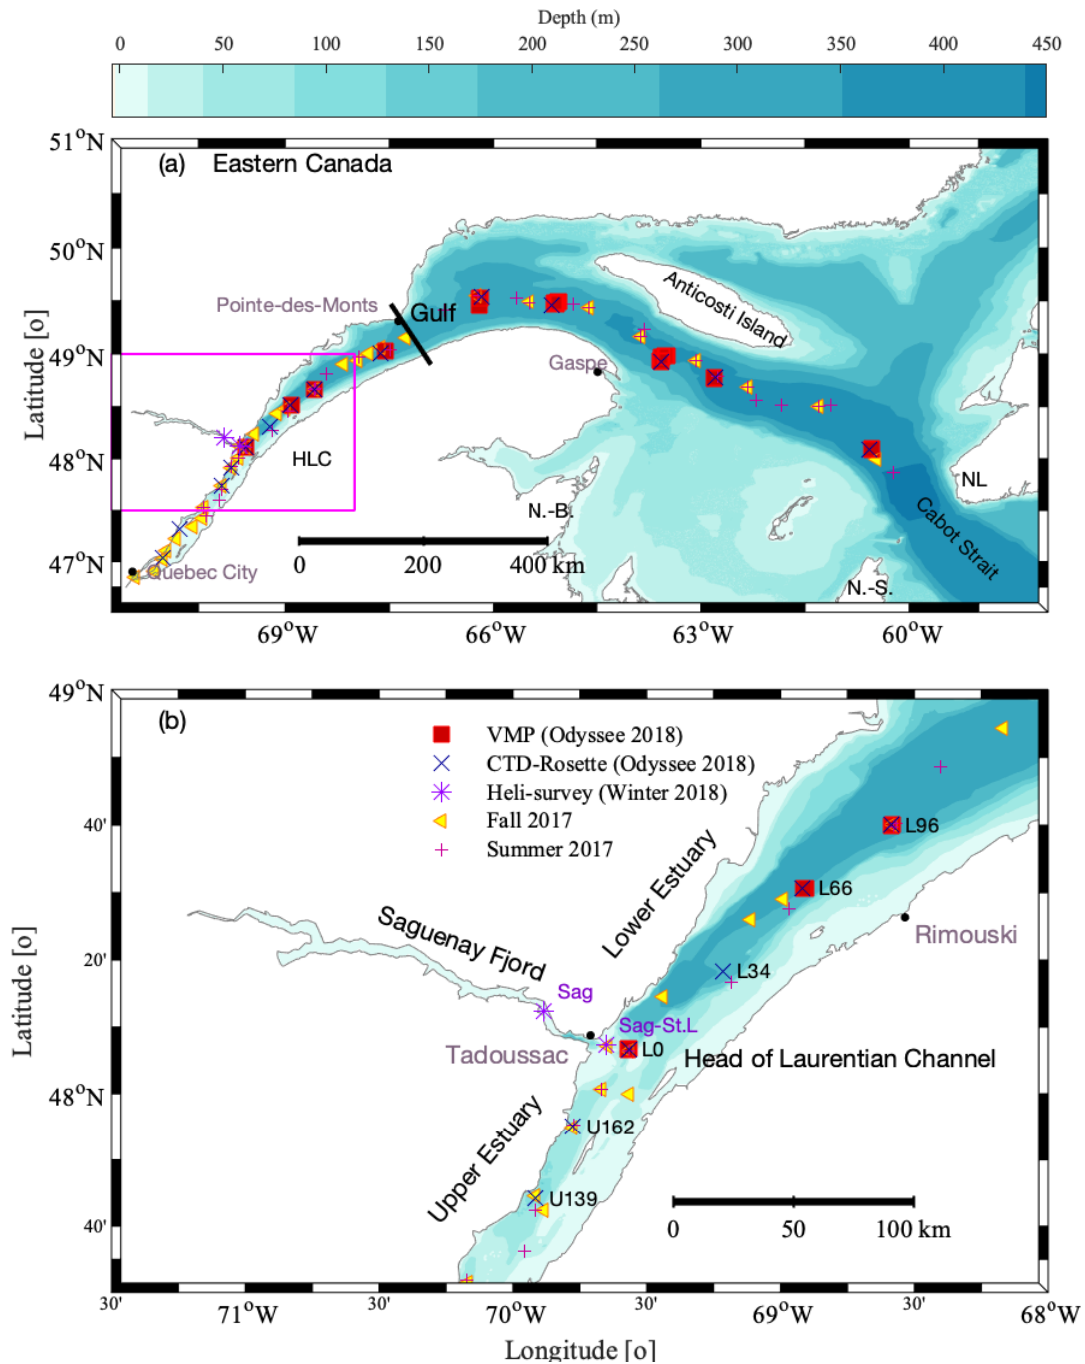 Depth (m)
0 50 100 150 200 250 300 350 400 450
51°N
(a) Eastern Canada
50°N
Pointe-des-Monts
Gulf
Anticosti Island
49°N
Gaspe
48°N
HLC
NL
N.-B.
Cabot Strait
47°N
Quebec City
0 200 400 km
N.-S.
Latitude [o]
69°W 66°W 63°W 60°W
49°N
(b)
VMP (Odyssee 2018)
CTD-Rosette (Odyssee 2018)
Heli-survey (Winter 2018)
Fall 2017
Summer 2017
40'
L96
L66
Lower Estuary
Rimouski
Saguenay Fjord
20'
L34
Sag
Sag-St.L
Tadoussac
L0
Head of Laurentian Channel
48°N
U162
Upper Estuary
U139
40'
0 50 100 km
Latitude [o]
30' 71°W 30' 70°W 30' 69°W 30' 68°W
Longitude [o]